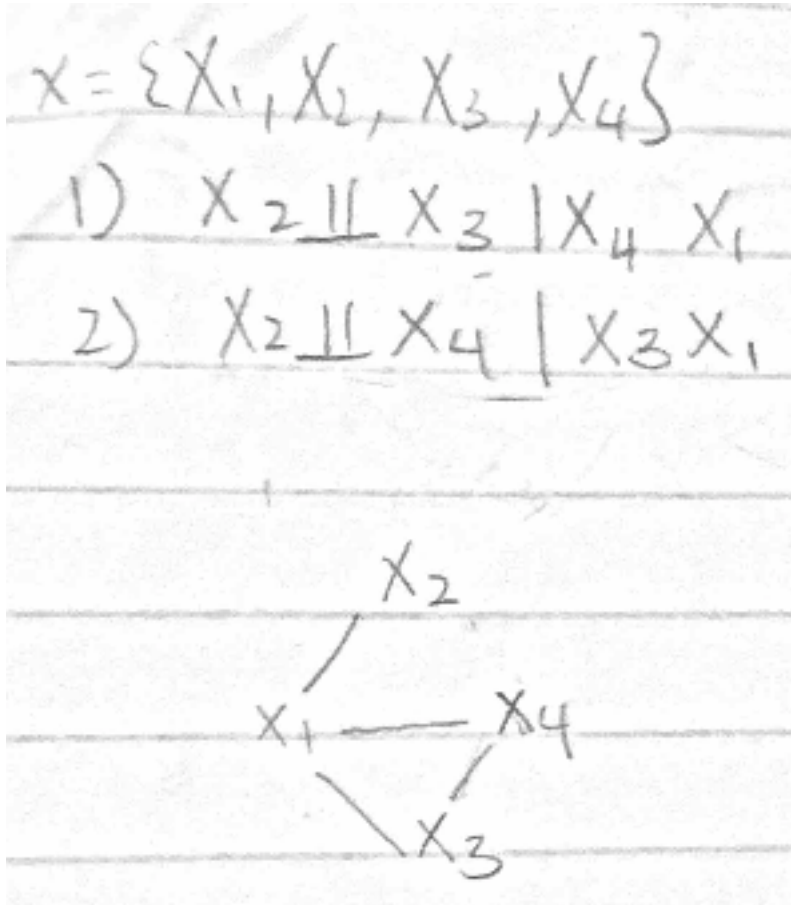 x = {X₁, X₂, X₃, X₄}
1) X₂ ⫫ X₃ | X₄ X₁
2) X₂ ⫫ X₄ | X₃ X₁
X₂
X₁ X₄
X₃